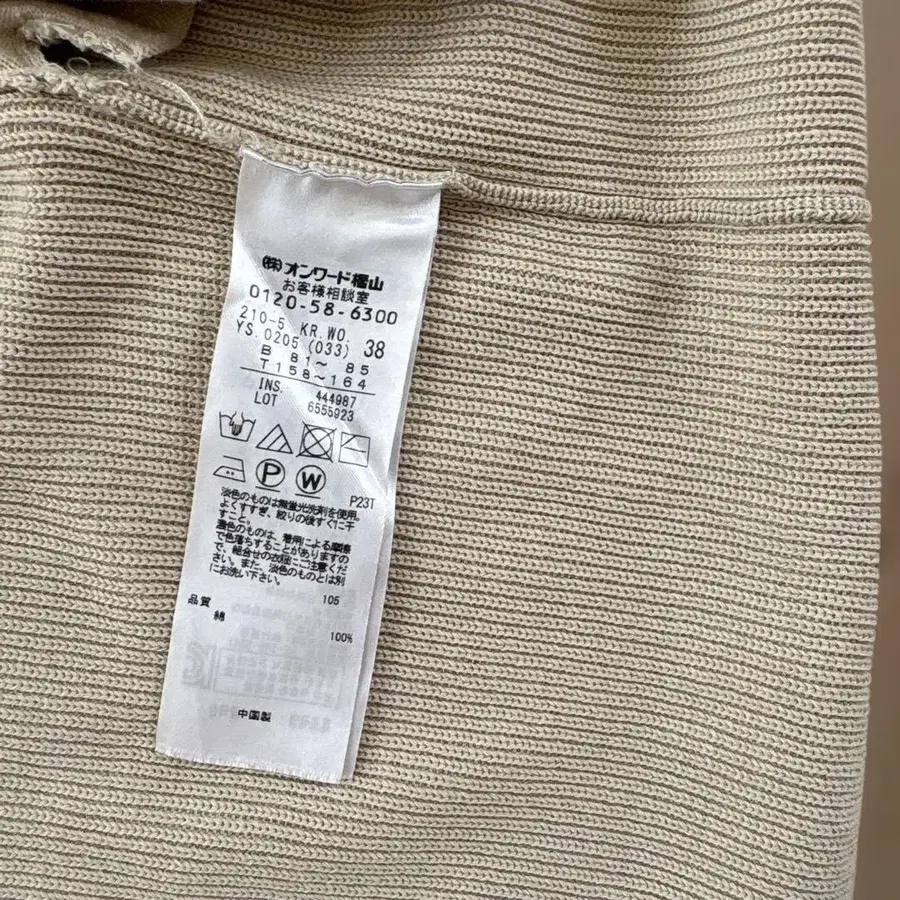 (株)オンワード樫山
お客様相談室
0120-58-6300
210-5 KR.WO.
YS.0205 (033) 38
B 81~ 85
T158~164
INS 444987
LOT 6555923
P W
P23T
淡色のものは無蛍光洗剤を使用。
よくすすぎ、絞りの後すぐに干
すこと。
濃色のものは、着用による摩擦
で色落ちすることがありますの
で、組合せの衣服にご注意くだ
さい。また、淡色のものとは別
にお洗い下さい。
105
品質
綿
100%
中国製